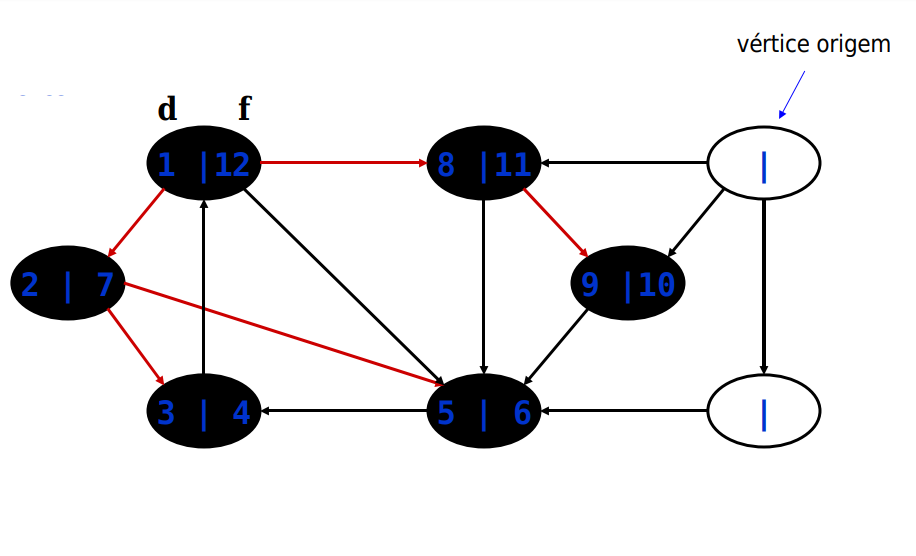 vértice origem
d f
1 |12
8 |11
|
2 | 7
9 |10
3 | 4
5 | 6
|